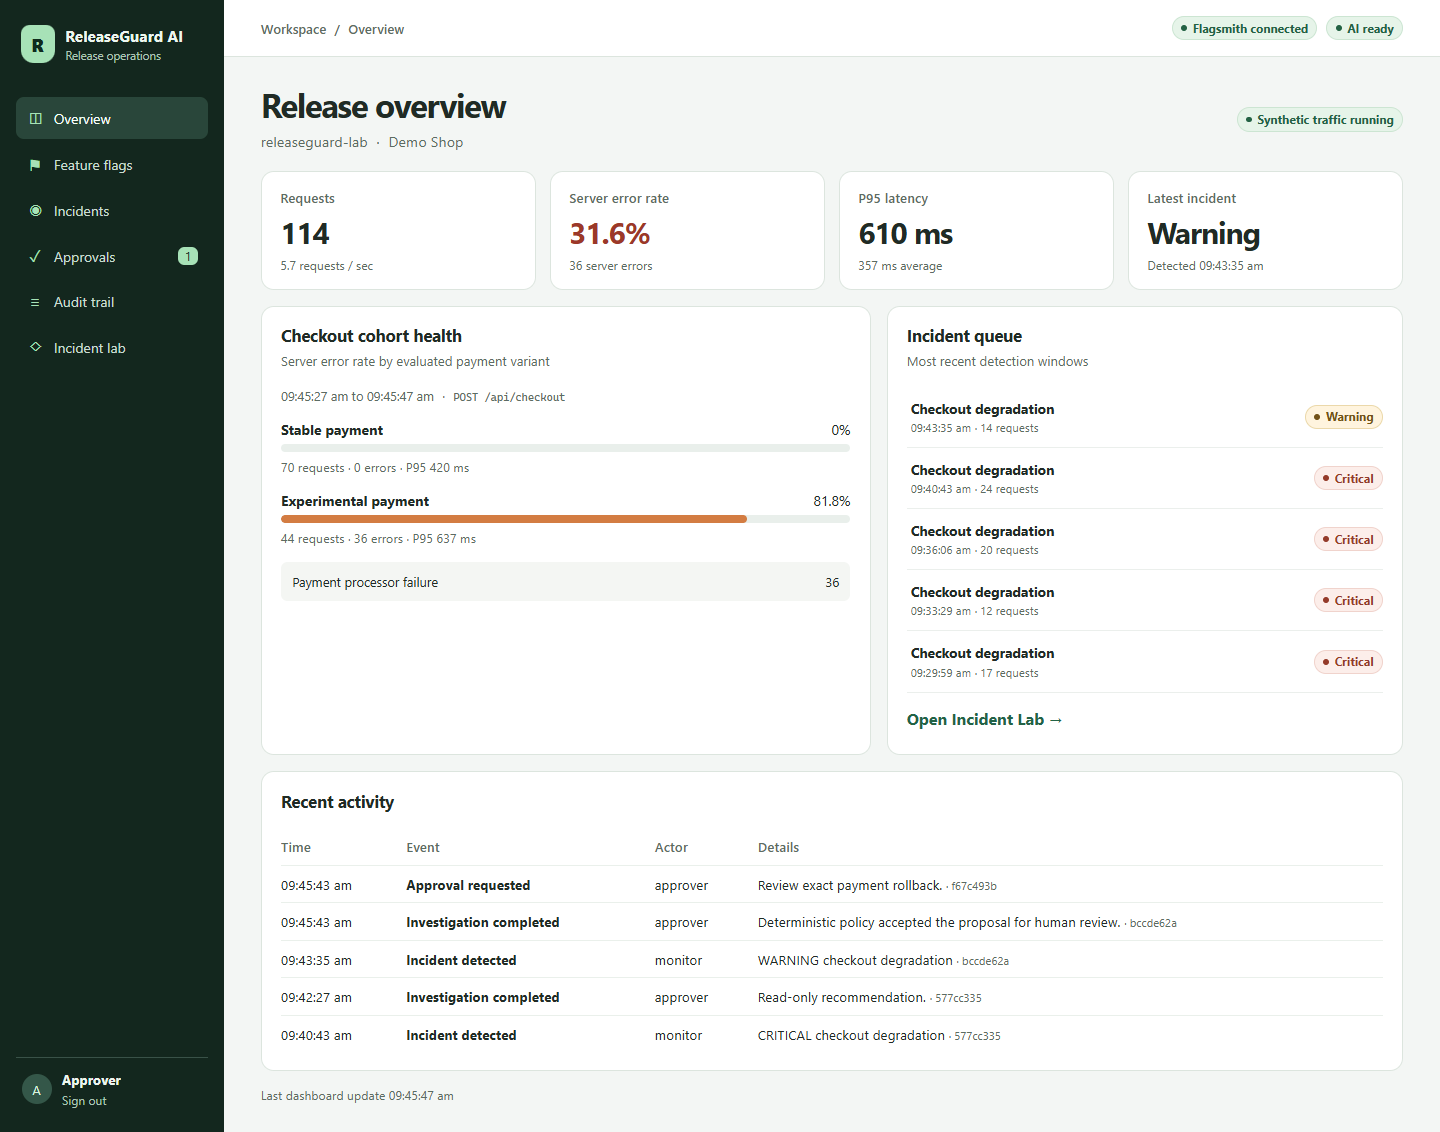 R
ReleaseGuard AI
Release operations
Overview
Feature flags
Incidents
Approvals 1
Audit trail
Incident lab
A
Approver
Sign out
Workspace / Overview
Flagsmith connected
AI ready
Release overview
releaseguard-lab · Demo Shop
Synthetic traffic running
Requests
114
5.7 requests / sec
Server error rate
31.6%
36 server errors
P95 latency
610 ms
357 ms average
Latest incident
Warning
Detected 09:43:35 am
Checkout cohort health
Server error rate by evaluated payment variant
09:45:27 am to 09:45:47 am · POST /api/checkout
Stable payment 0%
70 requests · 0 errors · P95 420 ms
Experimental payment 81.8%
44 requests · 36 errors · P95 637 ms
Payment processor failure 36
Incident queue
Most recent detection windows
Checkout degradation
09:43:35 am · 14 requests
Warning
Checkout degradation
09:40:43 am · 24 requests
Critical
Checkout degradation
09:36:06 am · 20 requests
Critical
Checkout degradation
09:33:29 am · 12 requests
Critical
Checkout degradation
09:29:59 am · 17 requests
Critical
Open Incident Lab →
Recent activity
Time Event Actor Details
09:45:43 am Approval requested approver Review exact payment rollback. · f67c493b
09:45:43 am Investigation completed approver Deterministic policy accepted the proposal for human review. · bccde62a
09:43:35 am Incident detected monitor WARNING checkout degradation · bccde62a
09:42:27 am Investigation completed approver Read-only recommendation. · 577cc335
09:40:43 am Incident detected monitor CRITICAL checkout degradation · 577cc335
Last dashboard update 09:45:47 am